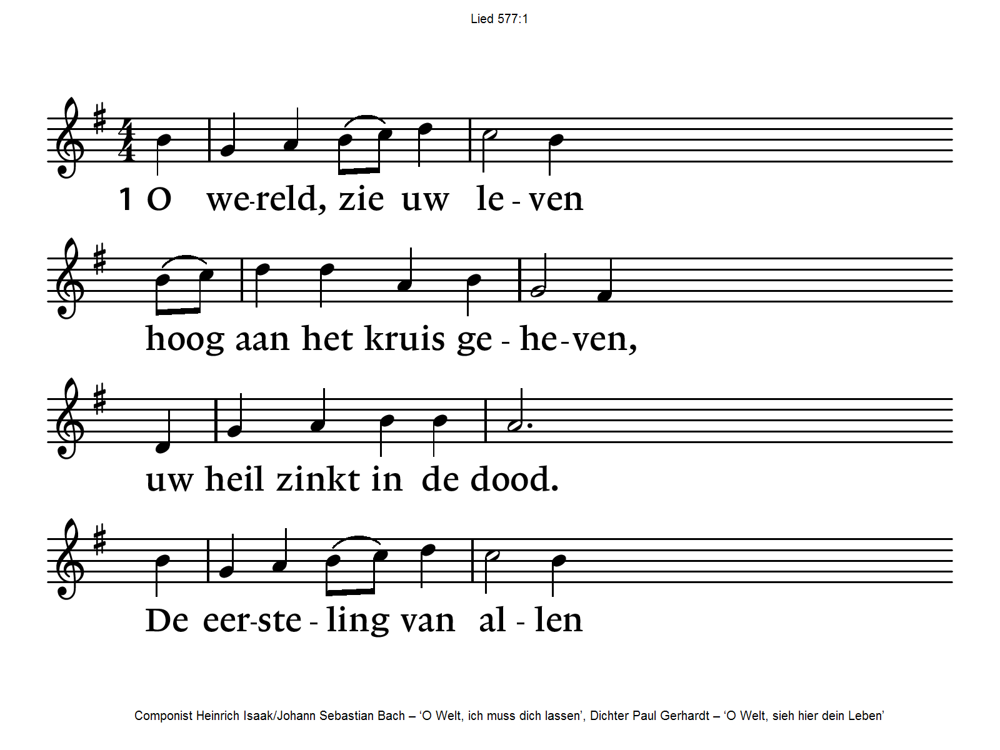 Lied 577:1
4
4
1 O we-reld, zie uw le - ven
hoog aan het kruis ge - he-ven,
uw heil zinkt in de dood.
De eer-ste - ling van al - len
Componist Heinrich Isaak/Johann Sebastian Bach – ‘O Welt, ich muss dich lassen’, Dichter Paul Gerhardt – ‘O Welt, sieh hier dein Leben’